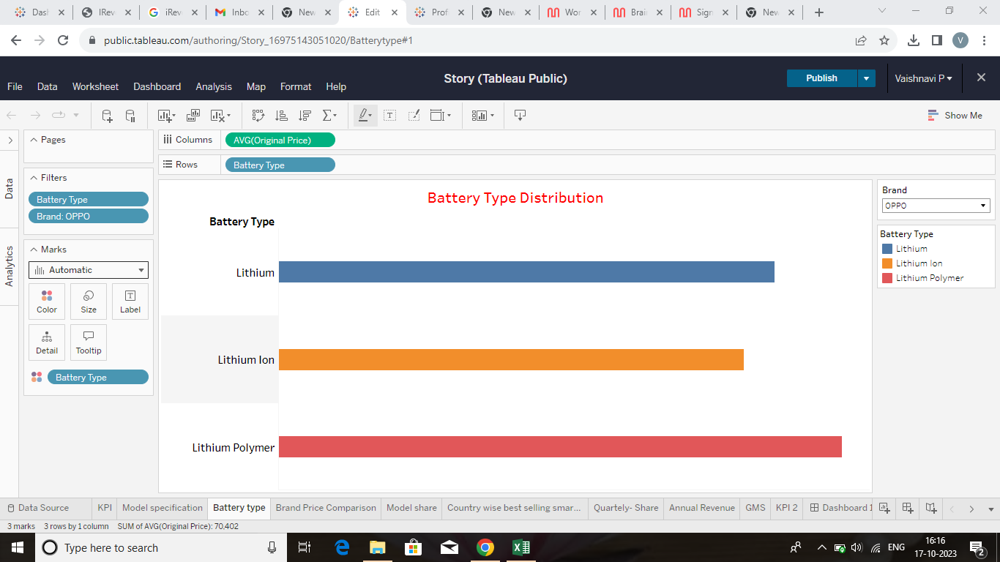 Dash
IRev
iRev
Inbo
New
Edit
Profi
New
Wor
Brain
Sign
New
public.tableau.com/authoring/Story_16975143051020/Batterytype#1
V
Story (Tableau Public)
Publish
Vaishnavi P
File Data Worksheet Dashboard Analysis Map Format Help
Show Me
Pages
Columns
AVG(Original Price)
Rows
Battery Type
Data
Analytics
Filters
Battery Type
Brand: OPPO
Marks
Automatic
Color
Size
Label
Detail
Tooltip
Battery Type
Battery Type Distribution
Battery Type
Lithium
Lithium Ion
Lithium Polymer
Brand
OPPO
Battery Type
Lithium
Lithium Ion
Lithium Polymer
Data Source
KPI
Model specification
Battery type
Brand Price Comparison
Model share
Country wise best selling smar...
Quartely- Share
Annual Revenue
GMS
KPI 2
Dashboard 1
3 marks 3 rows by 1 column SUM of AVG(Original Price): 70,402
Type here to search
ENG
16:16
17-10-2023
2